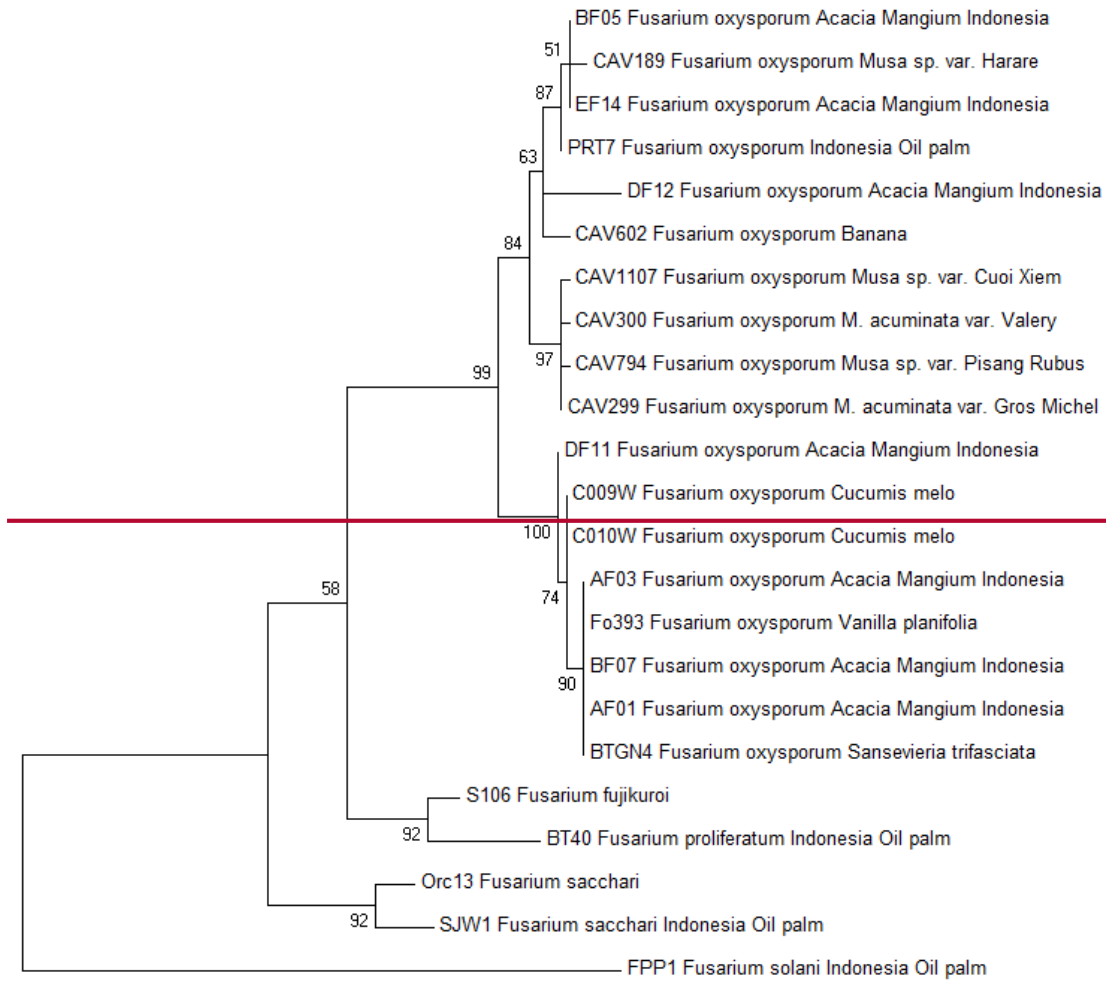 BF05 Fusarium oxysporum Acacia Mangium Indonesia
51
CAV189 Fusarium oxysporum Musa sp. var. Harare
87
EF14 Fusarium oxysporum Acacia Mangium Indonesia
PRT7 Fusarium oxysporum Indonesia Oil palm
63
DF12 Fusarium oxysporum Acacia Mangium Indonesia
CAV602 Fusarium oxysporum Banana
84
CAV1107 Fusarium oxysporum Musa sp. var. Cuoi Xiem
CAV300 Fusarium oxysporum M. acuminata var. Valery
97
CAV794 Fusarium oxysporum Musa sp. var. Pisang Rubus
99
CAV299 Fusarium oxysporum M. acuminata var. Gros Michel
DF11 Fusarium oxysporum Acacia Mangium Indonesia
C009W Fusarium oxysporum Cucumis melo
100
C010W Fusarium oxysporum Cucumis melo
58
AF03 Fusarium oxysporum Acacia Mangium Indonesia
74
Fo393 Fusarium oxysporum Vanilla planifolia
BF07 Fusarium oxysporum Acacia Mangium Indonesia
90
AF01 Fusarium oxysporum Acacia Mangium Indonesia
BTGN4 Fusarium oxysporum Sansevieria trifasciata
S106 Fusarium fujikuroi
92
BT40 Fusarium proliferatum Indonesia Oil palm
Orc13 Fusarium sacchari
92
SJW1 Fusarium sacchari Indonesia Oil palm
FPP1 Fusarium solani Indonesia Oil palm